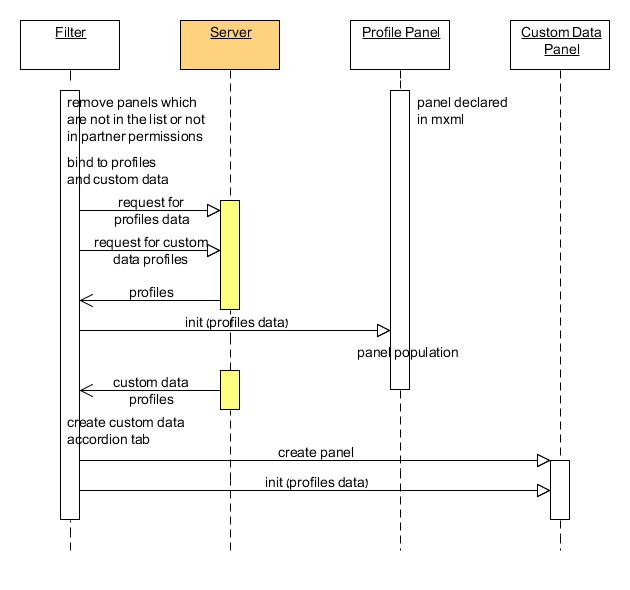 Filter
Server
Profile Panel
Custom Data
Panel
remove panels which
are not in the list or not
in partner permissions
panel declared
in mxml
bind to profiles
and custom data
request for
profiles data
request for custom
data profiles
profiles
init (profiles data)
panel population
custom data
profiles
create custom data
accordion tab
create panel
init (profiles data)